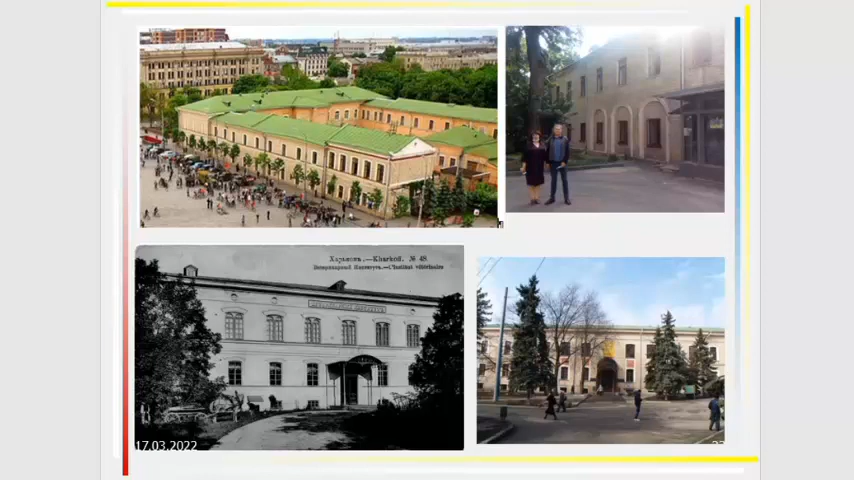 Харьковъ.—Kharkoff. № 48.
Ветеринарный Институтъ.—L'Institut vétérinaire
17.03.2022